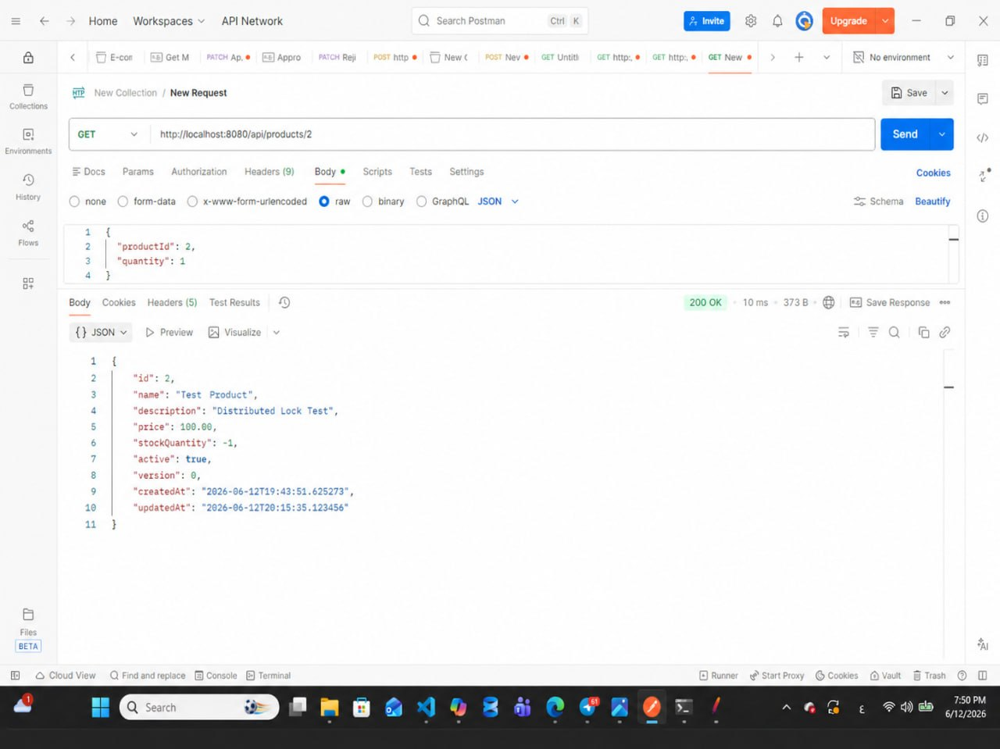 Home Workspaces API Network Search Postman Ctrl K Invite Upgrade
E-com Get M PATCH Ap. Appro PATCH Reji POST http New C POST Nev GET Untitl GET http:, GET http:, GET New No environment
HTTP New Collection / New Request Save
GET http://localhost:8080/api/products/2 Send
Docs Params Authorization Headers (9) Body Scripts Tests Settings Cookies
none form-data x-www-form-urlencoded raw binary GraphQL JSON Schema Beautify
1 {
2 "productId": 2,
3 "quantity": 1
4 }
Body Cookies Headers (5) Test Results 200 OK • 10 ms • 373 B • Save Response
{} JSON Preview Visualize
1 {
2 "id": 2,
3 "name": "Test Product",
4 "description": "Distributed Lock Test",
5 "price": 100.00,
6 "stockQuantity": -1,
7 "active": true,
8 "version": 0,
9 "createdAt": "2026-06-12T19:43:51.625273",
10 "updatedAt": "2026-06-12T20:15:35.123456"
11 }
Collections
Environments
History
Flows
Files
BETA
AI
Cloud View Find and replace Console Terminal Runner Start Proxy Cookies Vault Trash
1 Search 61 ع 7:50 PM
6/12/2026